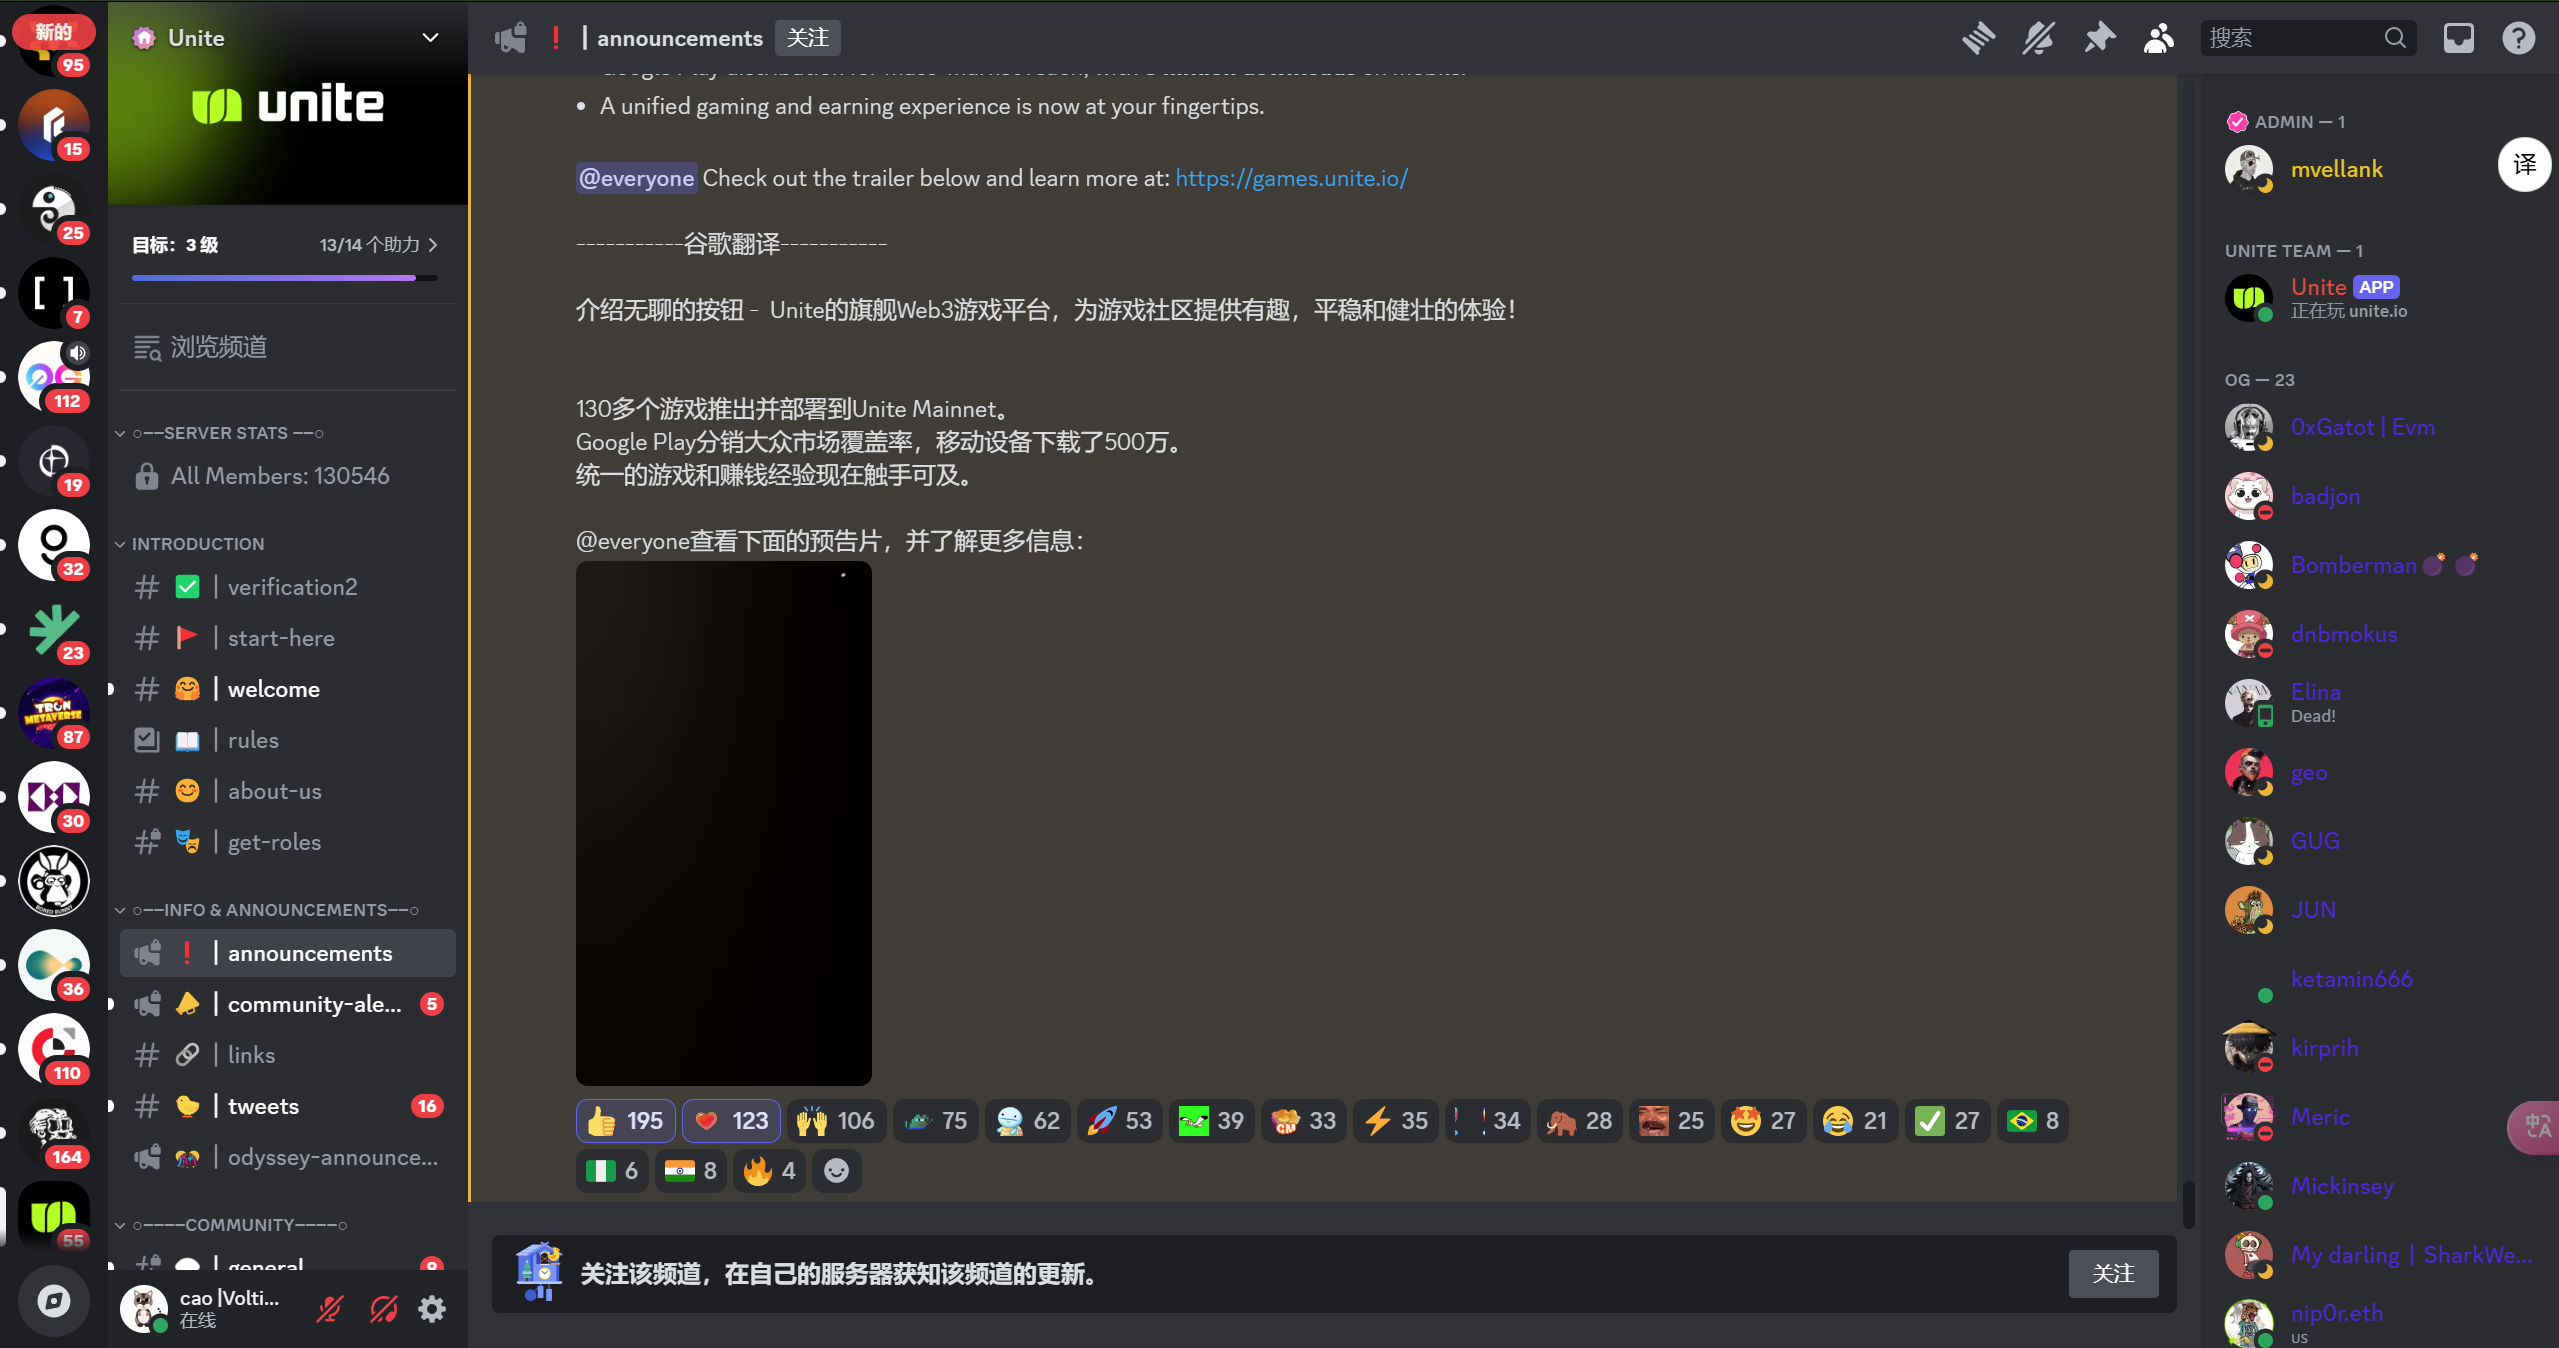 新的
95
15
25
7
112
19
32
23
TRON
METAVERSE
87
30
BORED BUNNY
36
110
164
55
Unite
unite
目标：3 级
13/14 个助力
浏览频道
○——SERVER STATS ——○
All Members: 130546
INTRODUCTION
| verification2
| start-here
| welcome
| rules
| about-us
| get-roles
○——INFO & ANNOUNCEMENTS——○
| announcements
| community-ale... 5
| links
| tweets 16
| odyssey-announce...
○————COMMUNITY————○
general
cao |Volti...
在线
| announcements
关注
搜索
• A unified gaming and earning experience is now at your fingertips.
@everyone Check out the trailer below and learn more at: https://games.unite.io/
-----------谷歌翻译-----------
介绍无聊的按钮 - Unite的旗舰Web3游戏平台，为游戏社区提供有趣，平稳和健壮的体验！
130多个游戏推出并部署到Unite Mainnet。
Google Play分销大众市场覆盖率，移动设备下载了500万。
统一的游戏和赚钱经验现在触手可及。
@everyone查看下面的预告片，并了解更多信息：
195 123 106 75 62 53 39 33 35 34 28 25 27 21 27 8
6 8 4
关注该频道，在自己的服务器获知该频道的更新。
关注
ADMIN — 1
mvellank
译
UNITE TEAM — 1
Unite APP
正在玩 unite.io
OG — 23
0xGatot | Evm
badjon
Bomberman
dnbmokus
Elina
Dead!
geo
GUG
JUN
ketamin666
kirprih
Meric
Mickinsey
My darling | SharkWe...
nip0r.eth
US